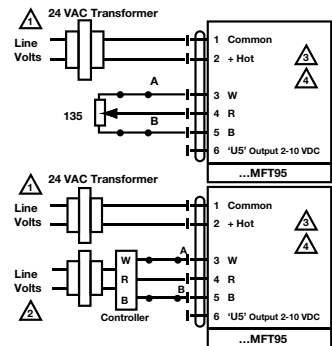 1 24 VAC Transformer
Line
Volts
1 Common
2 + Hot
3
4
A
3 W
135
4 R
B
5 B
6 ‘U5’ Output 2-10 VDC
...MFT95
1 24 VAC Transformer
Line
Volts
1 Common
2 + Hot
3
4
Line
Volts
2
W
R
B
Controller
A
3 W
4 R
B
5 B
6 ‘U5’ Output 2-10 VDC
...MFT95